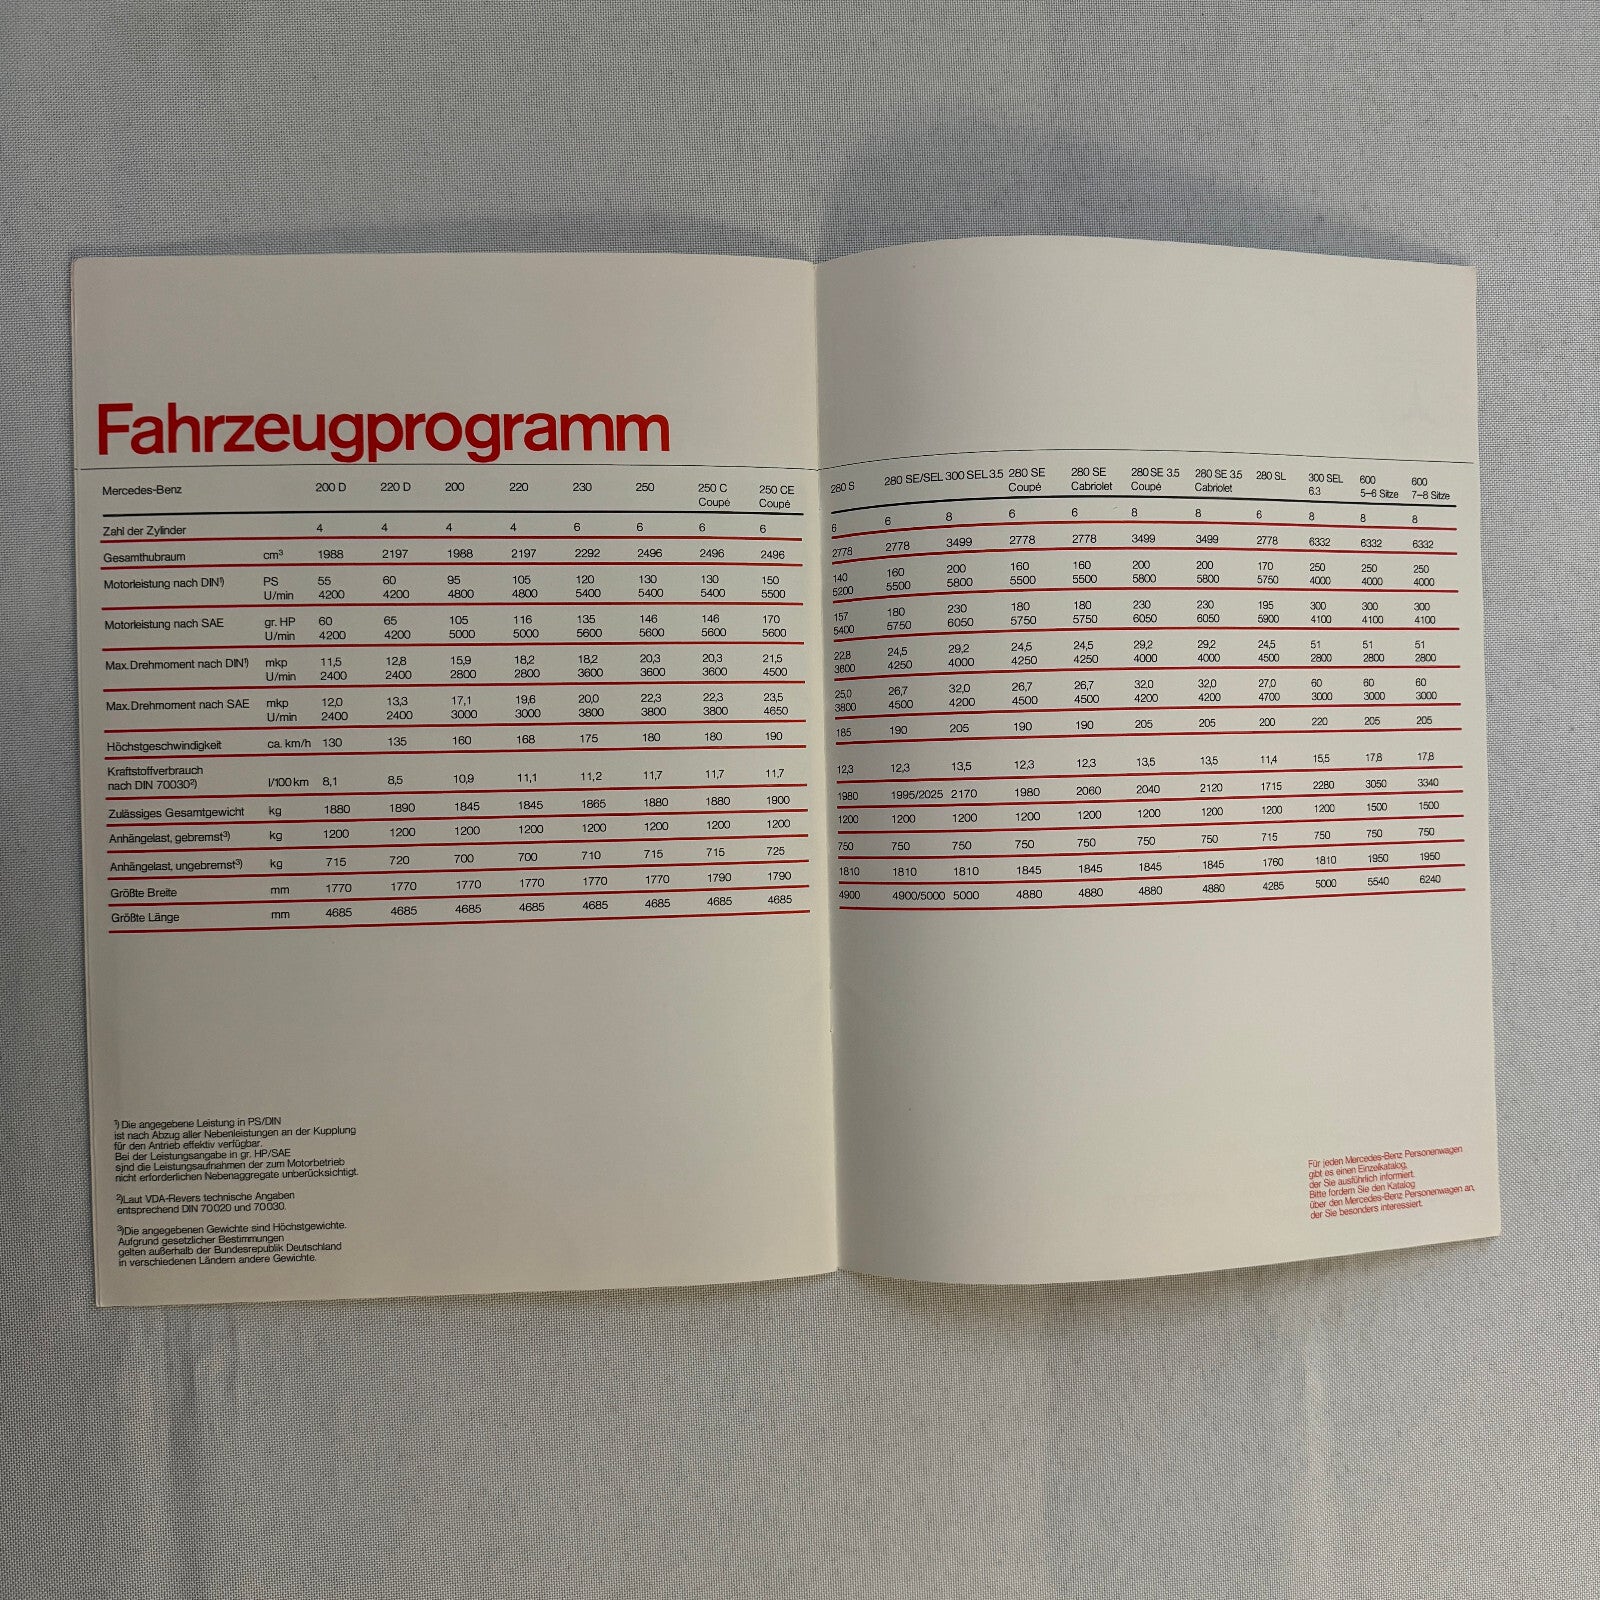 Fahrzeugprogramm
Mercedes-Benz 200 D 220 D 200 220 230 250 250 C Coupé 250 CE Coupé
Zahl der Zylinder 4 4 4 4 6 6 6 6
Gesamthubraum cm³ 1988 2197 1988 2197 2292 2496 2496 2496
Motorleistung nach DIN¹) PS 55 60 95 105 120 130 130 150
U/min 4200 4200 4800 4800 5400 5400 5400 5500
Motorleistung nach SAE gr. HP 60 65 105 116 135 146 146 170
U/min 4200 4200 5000 5000 5600 5600 5600 5600
Max. Drehmoment nach DIN¹) mkp 11,5 12,8 15,9 18,2 18,2 20,3 20,3 21,5
U/min 2400 2400 2800 2800 3600 3600 3600 4500
Max. Drehmoment nach SAE mkp 12,0 13,3 17,1 19,6 20,0 22,3 22,3 23,5
U/min 2400 2400 3000 3000 3800 3800 3800 4650
Höchstgeschwindigkeit ca. km/h 130 135 160 168 175 180 180 190
Kraftstoffverbrauch
nach DIN 70030²) l/100 km 8,1 8,5 10,9 11,1 11,2 11,7 11,7 11,7
Zulässiges Gesamtgewicht kg 1880 1890 1845 1845 1865 1880 1880 1900
Anhängelast, gebremst³) kg 1200 1200 1200 1200 1200 1200 1200 1200
Anhängelast, ungebremst³) kg 715 720 700 700 710 715 715 725
Größte Breite mm 1770 1770 1770 1770 1770 1770 1790 1790
Größte Länge mm 4685 4685 4685 4685 4685 4685 4685 4685
¹) Die angegebene Leistung in PS/DIN
ist nach Abzug aller Nebenleistungen an der Kupplung
für den Antrieb effektiv verfügbar.
Bei der Leistungsangabe in gr. HP/SAE
sind die Leistungsaufnahmen der zum Motorbetrieb
nicht erforderlichen Nebenaggregate unberücksichtigt.
²) Laut VDA-Revers technische Angaben
entsprechend DIN 70020 und 70030.
³) Die angegebenen Gewichte sind Höchstgewichte.
Aufgrund gesetzlicher Bestimmungen
gelten außerhalb der Bundesrepublik Deutschland
in verschiedenen Ländern andere Gewichte.
280 S 280 SE/SEL 300 SEL 3.5 280 SE Coupé 280 SE Cabriolet 280 SE 3.5 Coupé 280 SE 3.5 Cabriolet 280 SL 300 SEL 6.3 600 5–6 Sitze 600 7–8 Sitze
6 6 8 6 6 8 8 6 8 8 8
2778 2778 3499 2778 2778 3499 3499 2778 6332 6332 6332
140 160 200 160 160 200 200 170 250 250 250
5200 5500 5800 5500 5500 5800 5800 5750 4000 4000 4000
157 180 230 180 180 230 230 195 300 300 300
5400 5750 6050 5750 5750 6050 6050 5900 4100 4100 4100
22,8 24,5 29,2 24,5 24,5 29,2 29,2 24,5 51 51 51
3600 4250 4000 4250 4250 4000 4000 4500 2800 2800 2800
25,0 26,7 32,0 26,7 26,7 32,0 32,0 27,0 60 60 60
3800 4500 4200 4500 4500 4200 4200 4700 3000 3000 3000
185 190 205 190 190 205 205 200 220 205 205
12,3 12,3 13,5 12,3 12,3 13,5 13,5 11,4 15,5 17,8 17,8
1980 1995/2025 2170 1980 2060 2040 2120 1715 2280 3050 3340
1200 1200 1200 1200 1200 1200 1200 1200 1200 1500 1500
750 750 750 750 750 750 750 715 750 750 750
1810 1810 1810 1845 1845 1845 1845 1760 1810 1950 1950
4900 4900/5000 5000 4880 4880 4880 4880 4285 5000 5540 6240
Für jeden Mercedes-Benz Personenwagen
gibt es einen Einzelkatalog,
der Sie ausführlich informiert.
Bitte fordern Sie den Katalog
über den Mercedes-Benz Personenwagen an,
der Sie besonders interessiert.